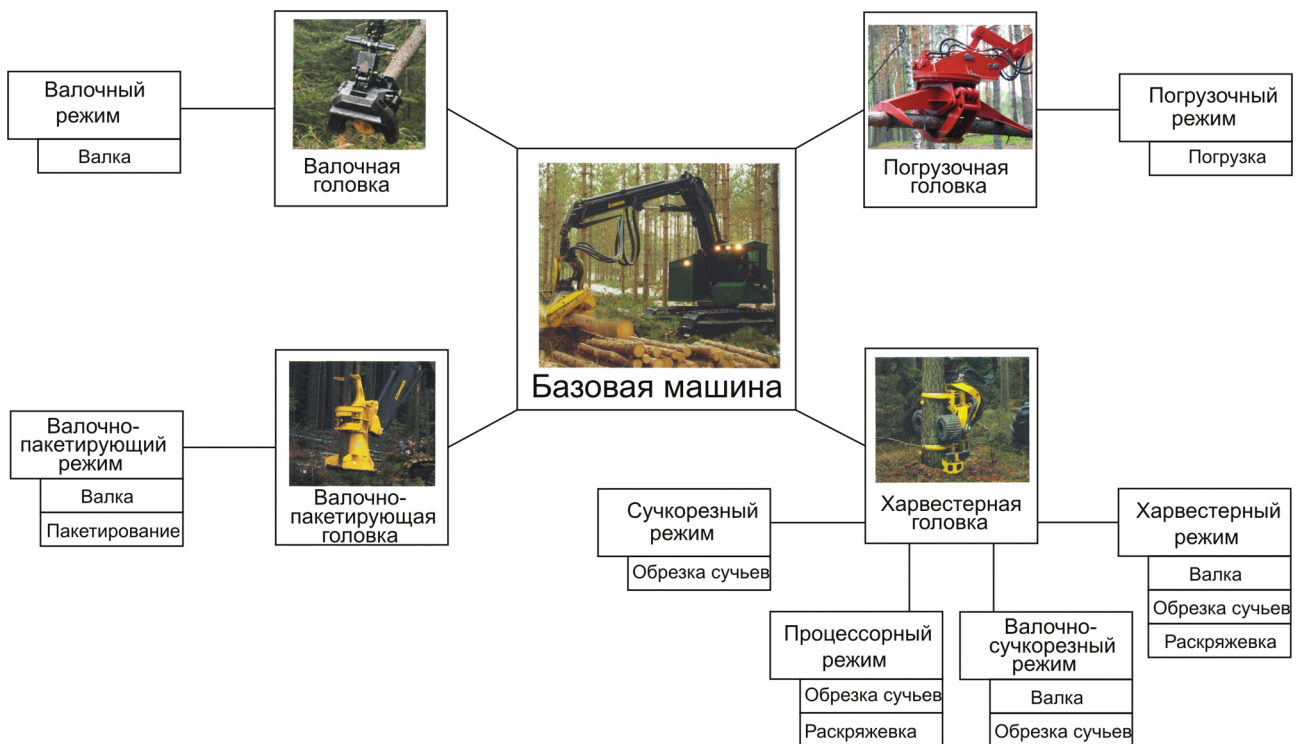 Валочный
режим
Валка
Валочная
головка
Погрузочная
головка
Погрузочный
режим
Погрузка
Базовая машина
Валочно-
пакетирующий
режим
Валка
Пакетирование
Валочно-
пакетирующая
головка
Харвестерная
головка
Сучкорезный
режим
Обрезка сучьев
Процессорный
режим
Обрезка сучьев
Раскряжевка
Валочно-
сучкорезный
режим
Валка
Обрезка сучьев
Харвестерный
режим
Валка
Обрезка сучьев
Раскряжевка